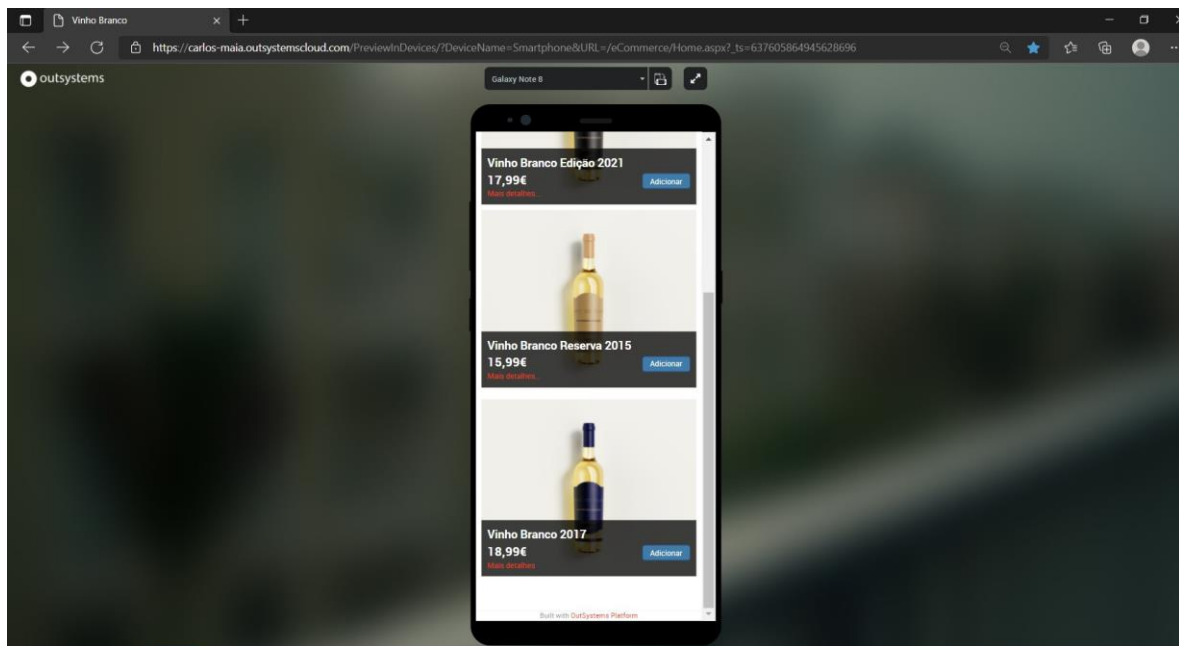 Vinho Branco
https://carlos-maia.outsystemscloud.com/PreviewInDevices/?DeviceName=Smartphone&URL=/eCommerce/Home.aspx?_ts=637605864945628696
outsystems
Galaxy Note 8
Vinho Branco Edição 2021
17,99€
Adicionar
Mais detalhes...
Vinho Branco Reserva 2015
15,99€
Adicionar
Mais detalhes...
Vinho Branco 2017
18,99€
Adicionar
Mais detalhes
Built with OutSystems Platform